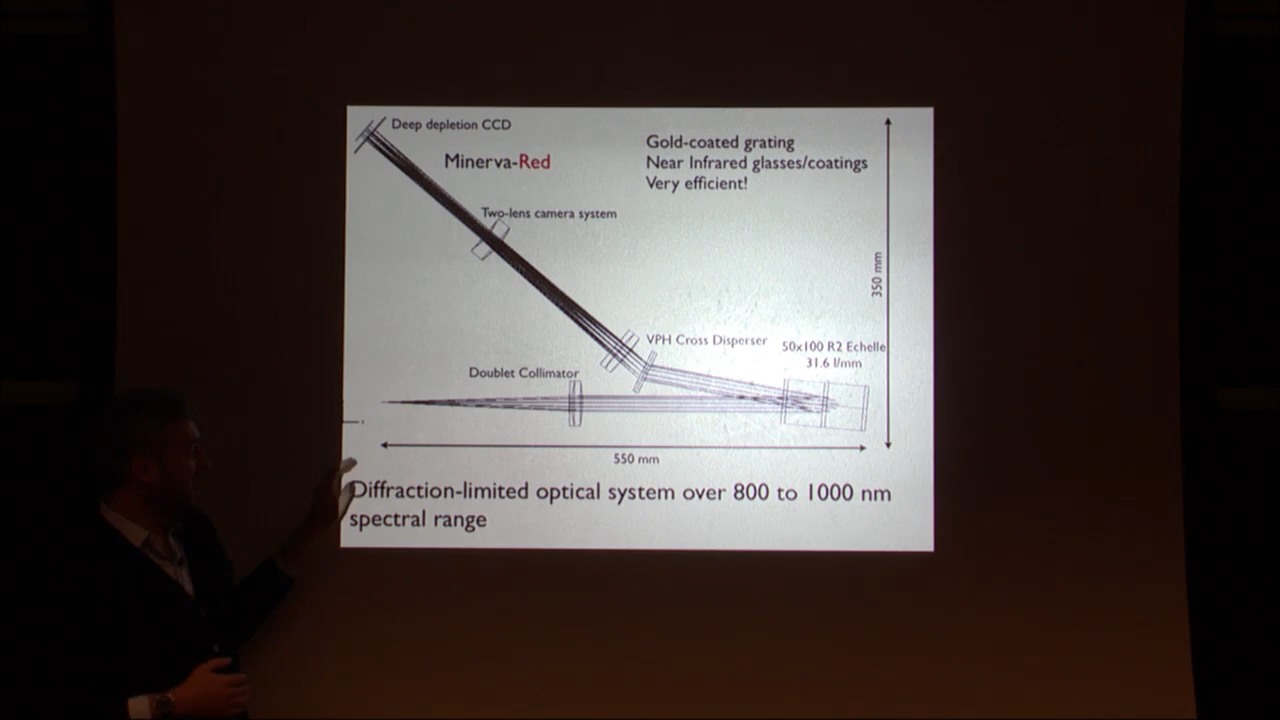 Deep depletion CCD
Minerva-Red
Gold-coated grating
Near Infrared glasses/coatings
Very efficient!
Two-lens camera system
350 mm
VPH Cross Disperser
50x100 R2 Echelle
31.6 l/mm
Doublet Collimator
550 mm
Diffraction-limited optical system over 800 to 1000 nm
spectral range